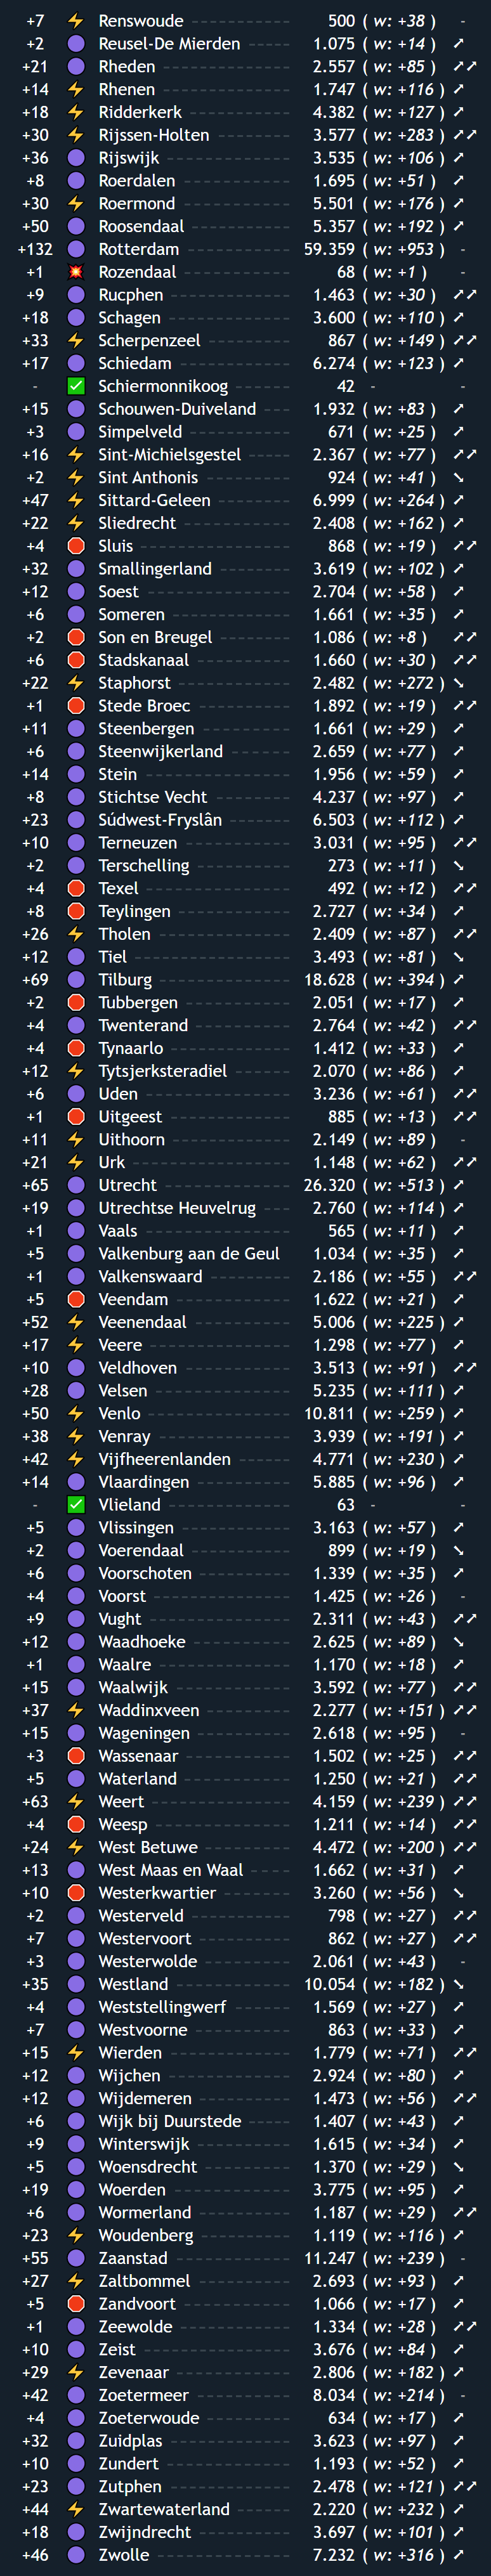 +7 ⚡ Renswoude 500 ( w: +38 ) -
+2 🟣 Reusel-De Mierden 1.075 ( w: +14 ) ➚
+21 🟣 Rheden 2.557 ( w: +85 ) ➚➚
+14 ⚡ Rhenen 1.747 ( w: +116 ) ➚
+18 ⚡ Ridderkerk 4.382 ( w: +127 ) ➚
+30 ⚡ Rijssen-Holten 3.577 ( w: +283 ) ➚➚
+36 🟣 Rijswijk 3.535 ( w: +106 ) ➚
+8 🟣 Roerdalen 1.695 ( w: +51 ) ➚
+30 ⚡ Roermond 5.501 ( w: +176 ) ➚
+50 🟣 Roosendaal 5.357 ( w: +192 ) ➚
+132 🟣 Rotterdam 59.359 ( w: +953 ) -
+1 💥 Rozendaal 68 ( w: +1 ) -
+9 🟣 Rucphen 1.463 ( w: +30 ) ➚➚
+18 🟣 Schagen 3.600 ( w: +110 ) ➚
+33 ⚡ Scherpenzeel 867 ( w: +149 ) ➚➚
+17 🟣 Schiedam 6.274 ( w: +123 ) ➚
- ✅ Schiermonnikoog 42 - -
+15 🟣 Schouwen-Duiveland 1.932 ( w: +83 ) ➚
+3 🟣 Simpelveld 671 ( w: +25 ) ➚
+16 ⚡ Sint-Michielsgestel 2.367 ( w: +77 ) ➚➚
+2 ⚡ Sint Anthonis 924 ( w: +41 ) ➘
+47 ⚡ Sittard-Geleen 6.999 ( w: +264 ) ➚
+22 ⚡ Sliedrecht 2.408 ( w: +162 ) ➚
+4 🛑 Sluis 868 ( w: +19 ) ➚➚
+32 🟣 Smallingerland 3.619 ( w: +102 ) ➚
+12 🟣 Soest 2.704 ( w: +58 ) ➚
+6 🟣 Someren 1.661 ( w: +35 ) ➚
+2 🛑 Son en Breugel 1.086 ( w: +8 ) ➚➚
+6 🛑 Stadskanaal 1.660 ( w: +30 ) ➚➚
+22 ⚡ Staphorst 2.482 ( w: +272 ) ➘
+1 🛑 Stede Broec 1.892 ( w: +19 ) ➚➚
+11 🟣 Steenbergen 1.661 ( w: +29 ) ➚
+6 🟣 Steenwijkerland 2.659 ( w: +77 ) ➚
+14 🟣 Stein 1.956 ( w: +59 ) ➚
+8 🟣 Stichtse Vecht 4.237 ( w: +97 ) ➚
+23 🟣 Súdwest-Fryslân 6.503 ( w: +112 ) ➚
+10 🟣 Terneuzen 3.031 ( w: +95 ) ➚➚
+2 🟣 Terschelling 273 ( w: +11 ) ➘
+4 🛑 Texel 492 ( w: +12 ) ➚➚
+8 🛑 Teylingen 2.727 ( w: +34 ) ➚
+26 ⚡ Tholen 2.409 ( w: +87 ) ➚➚
+12 🟣 Tiel 3.493 ( w: +81 ) ➘
+69 🟣 Tilburg 18.628 ( w: +394 ) ➚
+2 🛑 Tubbergen 2.051 ( w: +17 ) ➚
+4 🟣 Twenterand 2.764 ( w: +42 ) ➚➚
+4 🛑 Tynaarlo 1.412 ( w: +33 ) ➚
+12 ⚡ Tytsjerksteradiel 2.070 ( w: +86 ) ➚
+6 🟣 Uden 3.236 ( w: +61 ) ➚➚
+1 🛑 Uitgeest 885 ( w: +13 ) ➚➚
+11 ⚡ Uithoorn 2.149 ( w: +89 ) -
+21 ⚡ Urk 1.148 ( w: +62 ) ➚➚
+65 🟣 Utrecht 26.320 ( w: +513 ) ➚
+19 🟣 Utrechtse Heuvelrug 2.760 ( w: +114 ) ➚
+1 🟣 Vaals 565 ( w: +11 ) ➚
+5 🟣 Valkenburg aan de Geul 1.034 ( w: +35 ) ➚
+1 🟣 Valkenswaard 2.186 ( w: +55 ) ➚➚
+5 🛑 Veendam 1.622 ( w: +21 ) ➚
+52 ⚡ Veenendaal 5.006 ( w: +225 ) ➚
+17 ⚡ Veere 1.298 ( w: +77 ) ➚
+10 🟣 Veldhoven 3.513 ( w: +91 ) ➚➚
+28 🟣 Velsen 5.235 ( w: +111 ) ➚
+50 ⚡ Venlo 10.811 ( w: +259 ) ➚
+38 ⚡ Venray 3.939 ( w: +191 ) ➚
+42 ⚡ Vijfheerenlanden 4.771 ( w: +230 ) ➚
+14 🟣 Vlaardingen 5.885 ( w: +96 ) ➚
- ✅ Vlieland 63 - -
+5 🟣 Vlissingen 3.163 ( w: +57 ) ➚
+2 🟣 Voerendaal 899 ( w: +19 ) ➘
+6 🟣 Voorschoten 1.339 ( w: +35 ) ➚
+4 🟣 Voorst 1.425 ( w: +26 ) -
+9 🟣 Vught 2.311 ( w: +43 ) ➚➚
+12 🟣 Waadhoeke 2.625 ( w: +89 ) ➘
+1 🟣 Waalre 1.170 ( w: +18 ) ➚
+15 🟣 Waalwijk 3.592 ( w: +77 ) ➚➚
+37 ⚡ Waddinxveen 2.277 ( w: +151 ) ➚➚
+15 🟣 Wageningen 2.618 ( w: +95 ) -
+3 🛑 Wassenaar 1.502 ( w: +25 ) ➚➚
+5 🟣 Waterland 1.250 ( w: +21 ) ➚➚
+63 ⚡ Weert 4.159 ( w: +239 ) ➚➚
+4 🛑 Weesp 1.211 ( w: +14 ) ➚➚
+24 ⚡ West Betuwe 4.472 ( w: +200 ) ➚➚
+13 🟣 West Maas en Waal 1.662 ( w: +31 ) ➚
+10 🛑 Westerkwartier 3.260 ( w: +56 ) ➘
+2 🟣 Westerveld 798 ( w: +27 ) ➚➚
+7 🟣 Westervoort 862 ( w: +27 ) ➚➚
+3 🟣 Westerwolde 2.061 ( w: +43 ) -
+35 🟣 Westland 10.054 ( w: +182 ) ➘
+4 🟣 Weststellingwerf 1.569 ( w: +27 ) ➚
+7 🟣 Westvoorne 863 ( w: +33 ) ➚
+15 ⚡ Wierden 1.779 ( w: +71 ) ➚➚
+12 🟣 Wijchen 2.924 ( w: +80 ) ➚
+12 🟣 Wijdemeren 1.473 ( w: +56 ) ➚➚
+6 🟣 Wijk bij Duurstede 1.407 ( w: +43 ) ➚
+9 🟣 Winterswijk 1.615 ( w: +34 ) ➚
+5 🟣 Woensdrecht 1.370 ( w: +29 ) ➘
+19 🟣 Woerden 3.775 ( w: +95 ) ➚
+6 🟣 Wormerland 1.187 ( w: +29 ) ➚➚
+23 ⚡ Woudenberg 1.119 ( w: +116 ) ➚
+55 🟣 Zaanstad 11.247 ( w: +239 ) -
+27 ⚡ Zaltbommel 2.693 ( w: +93 ) ➚
+5 🛑 Zandvoort 1.066 ( w: +17 ) ➚
+1 🟣 Zeewolde 1.334 ( w: +28 ) ➚➚
+10 🟣 Zeist 3.676 ( w: +84 ) ➚
+29 ⚡ Zevenaar 2.806 ( w: +182 ) ➚
+42 🟣 Zoetermeer 8.034 ( w: +214 ) -
+4 🟣 Zoeterwoude 634 ( w: +17 ) ➚
+32 🟣 Zuidplas 3.623 ( w: +97 ) ➚
+10 🟣 Zundert 1.193 ( w: +52 ) ➚
+23 🟣 Zutphen 2.478 ( w: +121 ) ➚➚
+44 ⚡ Zwartewaterland 2.220 ( w: +232 ) ➚
+18 🟣 Zwijndrecht 3.697 ( w: +101 ) ➚
+46 🟣 Zwolle 7.232 ( w: +316 ) ➚